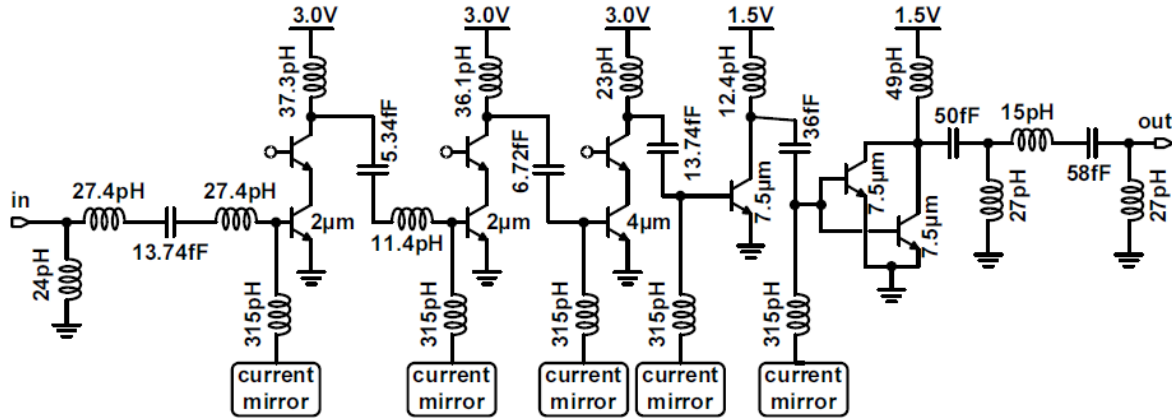 3.0V
3.0V
3.0V
1.5V
1.5V
37.3pH
36.1pH
23pH
12.4pH
49pH
5.34fF
6.72fF
13.74fF
36fF
50fF
15pH
out
in
27.4pH
27.4pH
13.74fF
24pH
2µm
11.4pH
2µm
4µm
7.5µm
7.5µm
7.5µm
58fF
27pH
27pH
315pH
315pH
315pH
315pH
315pH
current
mirror
current
mirror
current
mirror
current
mirror
current
mirror